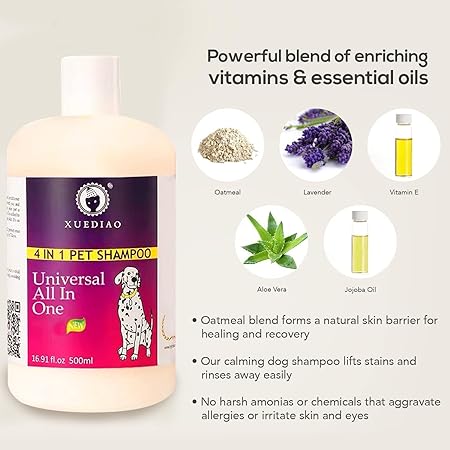 Powerful blend of enriching
vitamins & essential oils
Oatmeal
Lavender
Vitamin E
Aloe Vera
Jojoba Oil
XUEDIAO
®
4 IN 1 PET SHAMPOO
Universal
All In
One
NEW
16.91 fl.oz 500ml
• Oatmeal blend forms a natural skin barrier for
healing and recovery
• Our calming dog shampoo lifts stains and
rinses away easily
• No harsh amonias or chemicals that aggravate
allergies or irritate skin and eyes